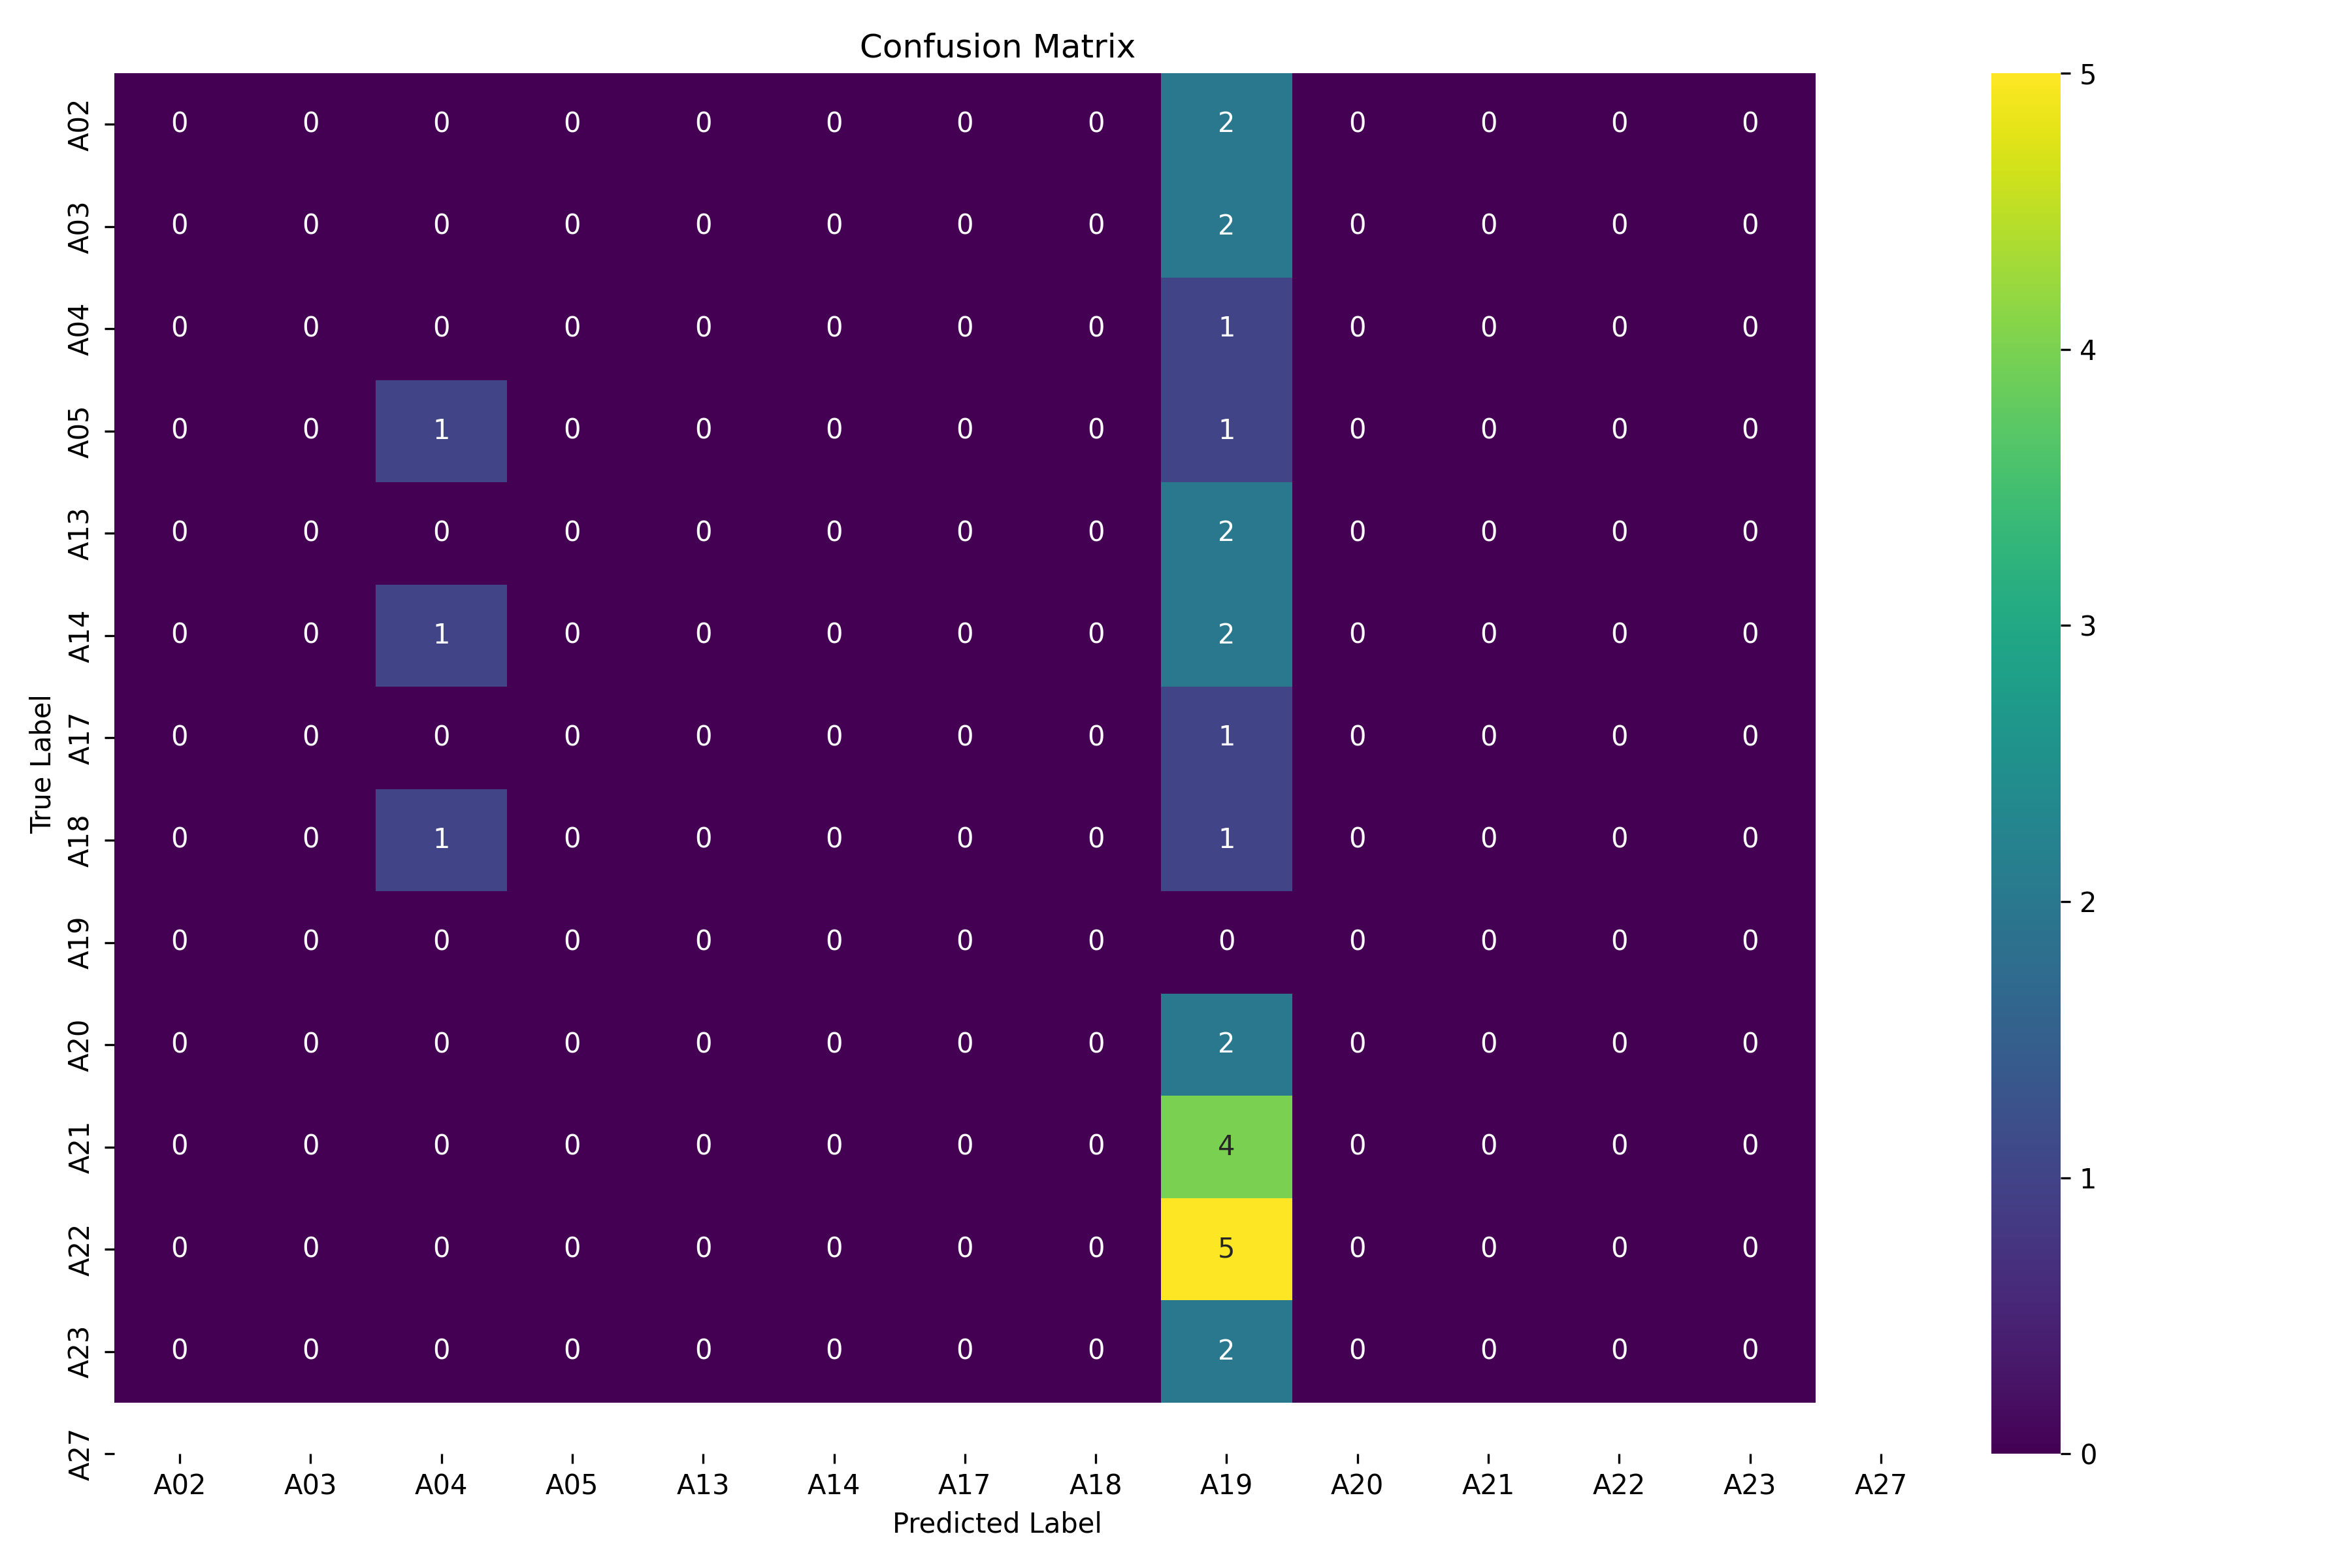 Confusion Matrix
A02 0 0 0 0 0 0 0 0 2 0 0 0 0
A03 0 0 0 0 0 0 0 0 2 0 0 0 0
A04 0 0 0 0 0 0 0 0 1 0 0 0 0
A05 0 0 1 0 0 0 0 0 1 0 0 0 0
A13 0 0 0 0 0 0 0 0 2 0 0 0 0
A14 0 0 1 0 0 0 0 0 2 0 0 0 0
A17 0 0 0 0 0 0 0 0 1 0 0 0 0
A18 0 0 1 0 0 0 0 0 1 0 0 0 0
A19 0 0 0 0 0 0 0 0 0 0 0 0 0
A20 0 0 0 0 0 0 0 0 2 0 0 0 0
A21 0 0 0 0 0 0 0 0 4 0 0 0 0
A22 0 0 0 0 0 0 0 0 5 0 0 0 0
A23 0 0 0 0 0 0 0 0 2 0 0 0 0
A27
A02 A03 A04 A05 A13 A14 A17 A18 A19 A20 A21 A22 A23 A27
Predicted Label
True Label
5
4
3
2
1
0